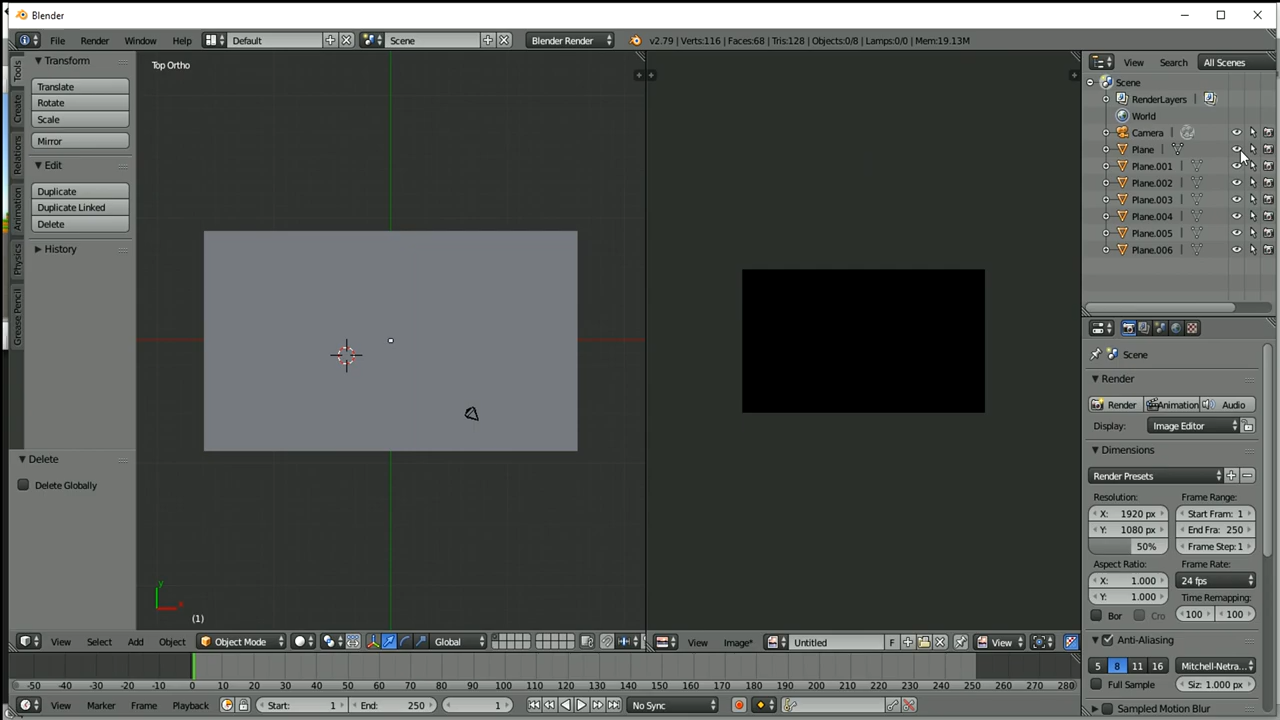 Blender
File Render Window Help Default Scene Blender Render v2.79 | Verts:116 | Faces:68 | Tris:128 | Objects:0/8 | Lamps:0/0 | Mem:19.13M
View Search All Scenes
Tools
Create
Relations
Animation
Physics
Grease Pencil
Transform
Translate
Rotate
Scale
Mirror
Edit
Duplicate
Duplicate Linked
Delete
History
Delete
Delete Globally
Top Ortho
y
x
(1)
Scene
RenderLayers
World
Camera
Plane
Plane.001
Plane.002
Plane.003
Plane.004
Plane.005
Plane.006
Scene
Render
Render Animation Audio
Display: Image Editor
Dimensions
Render Presets
Resolution: Frame Range:
X: 1920 px Start Fram: 1
Y: 1080 px End Fra: 250
50% Frame Step:1
Aspect Ratio: Frame Rate:
X: 1.000 24 fps
Y: 1.000 Time Remapping:
Bor Cro 100 100
Anti-Aliasing
5 8 11 16 Mitchell-Netra...
Full Sample Siz: 1.000 px
Sampled Motion Blur
View Select Add Object Object Mode Global
View Image* Untitled F View
-50 -40 -30 -20 -10 0 10 20 30 40 50 60 70 80 90 100 110 120 130 140 150 160 170 180 190 200 210 220 230 240 250 260 270 280
View Marker Frame Playback Start: 1 End: 250 1 No Sync